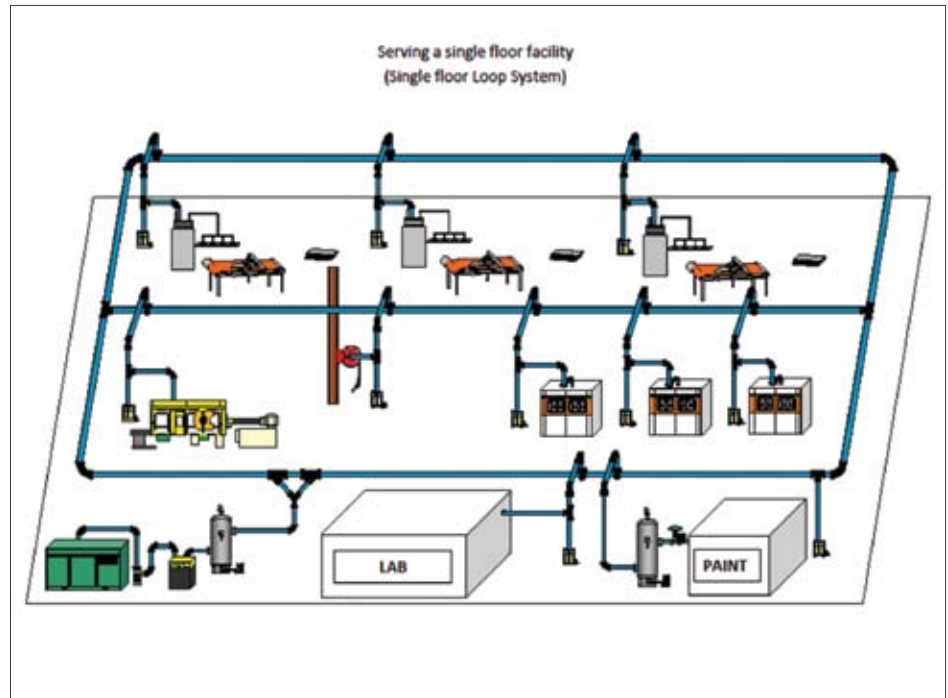 Serving a single floor facility
(Single floor Loop System)
LAB
PAINT